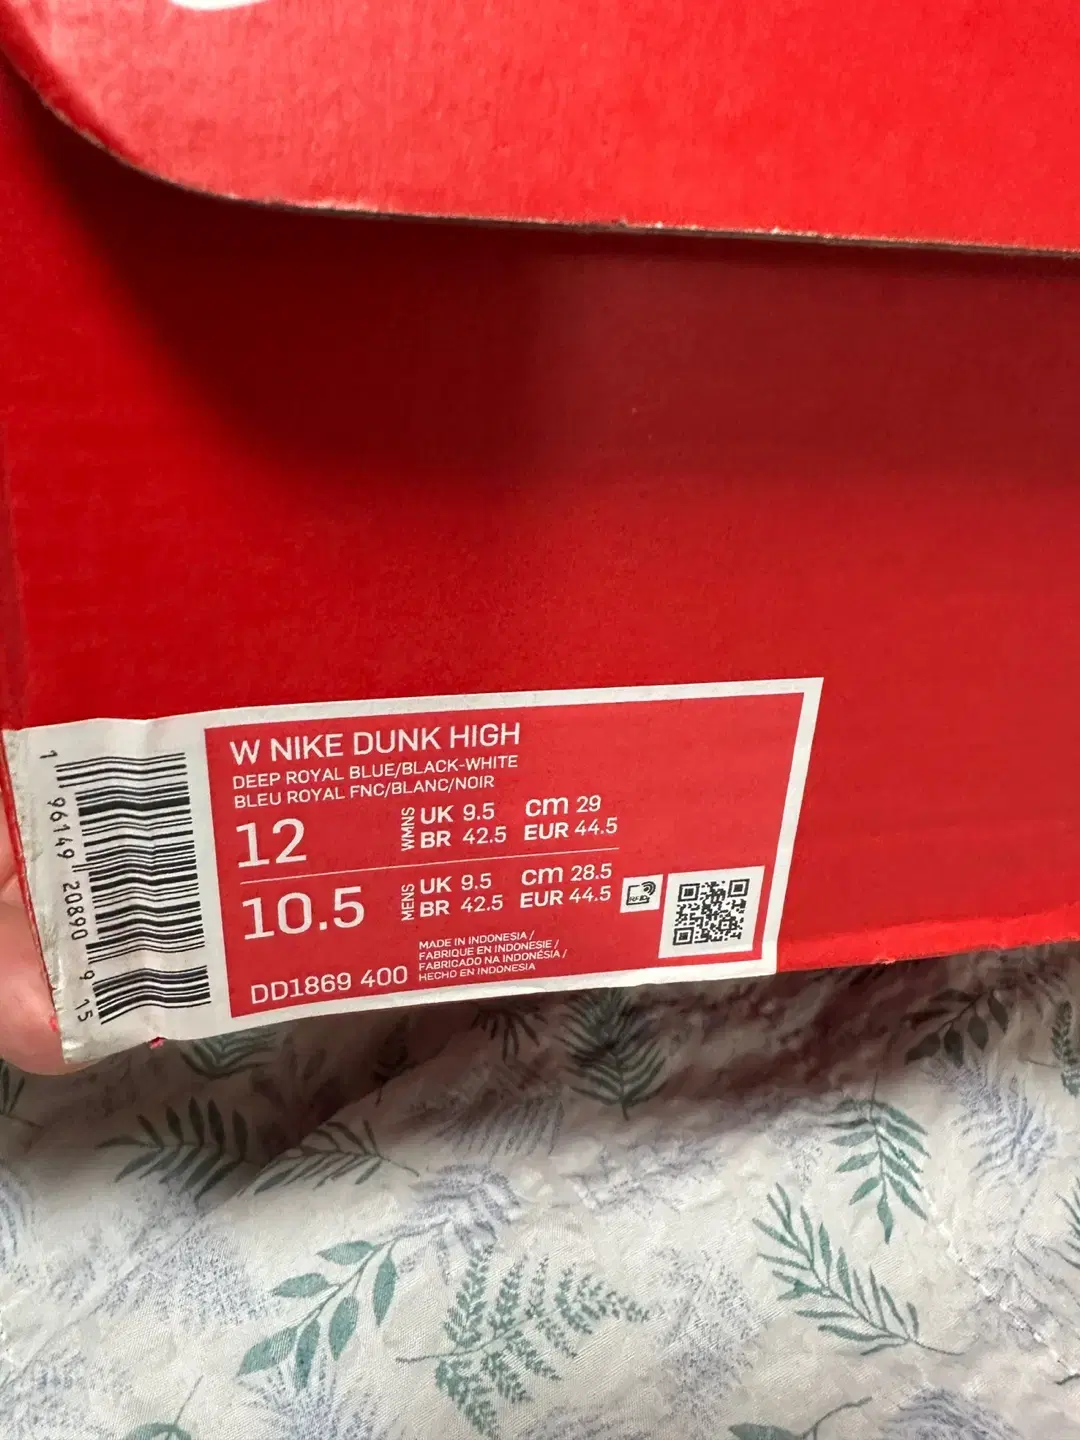 W NIKE DUNK HIGH
DEEP ROYAL BLUE/BLACK-WHITE
BLEU ROYAL FNC/BLANC/NOIR
12 WMNS UK 9.5 cm 29
BR 42.5 EUR 44.5
10.5 MENS UK 9.5 cm 28.5
BR 42.5 EUR 44.5
MADE IN INDONESIA /
FABRIQUE EN INDONESIE /
FABRICADO NA INDONÉSIA /
HECHO EN INDONESIA
DD1869 400
1 96149 20890 9 15